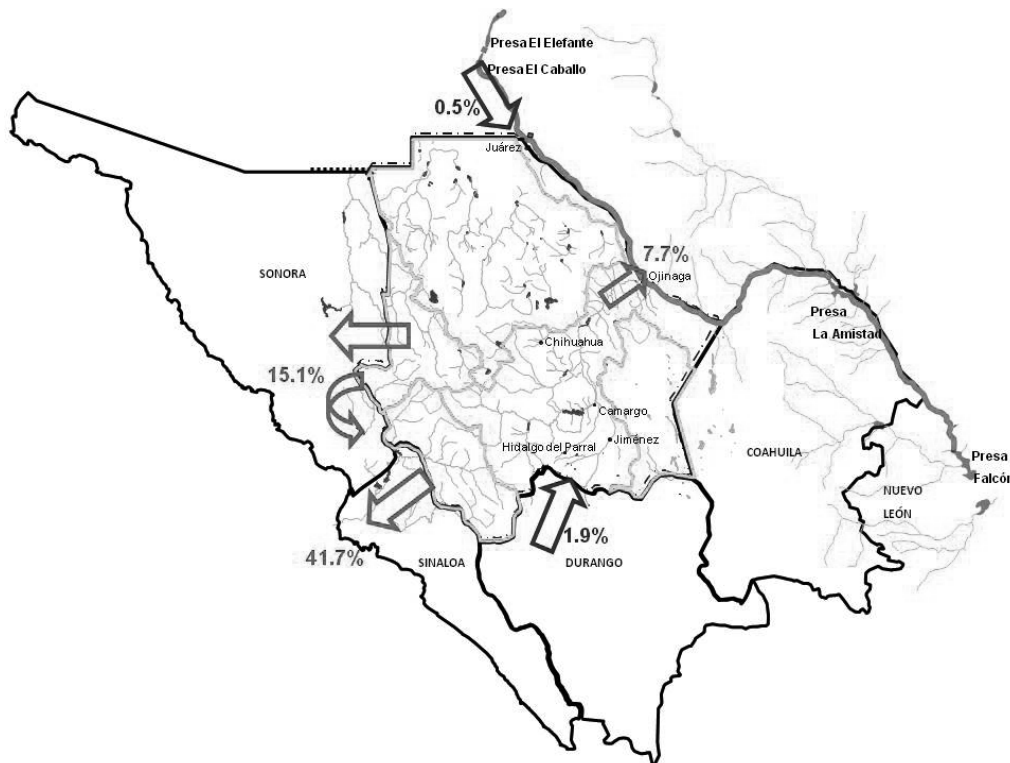 Presa El Elefante
Presa El Caballo
0.5%
Juárez
7.7%
SONORA
Ojinaga
Presa
La Amistad
Chihuahua
15.1%
Camargo
Hidalgo del Parral
Jiménez
COAHUILA
Presa
Falcón
NUEVO
LEÓN
1.9%
41.7%
SINALOA
DURANGO